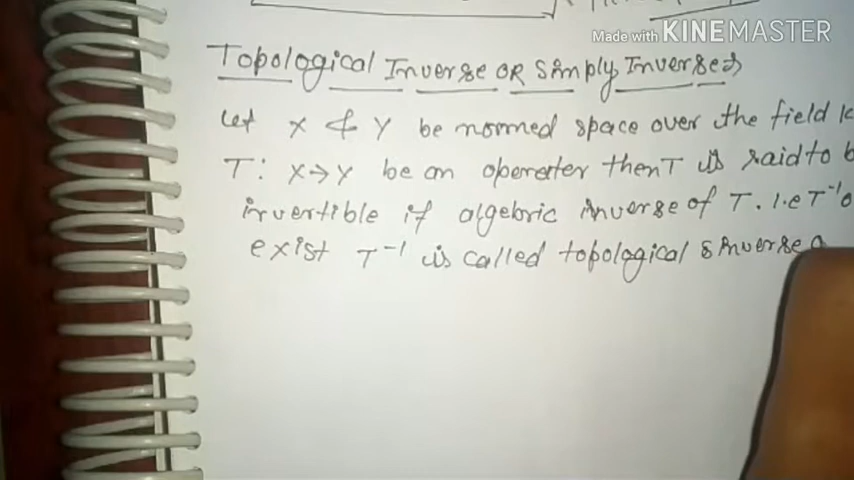 Made with KINEMASTER
Topological Inverse OR Simply Inverses
Let X & Y be normed space over the field K
T: X→Y be an operater then T is said to b
invertible if algebric inverse of T. i.e T⁻¹ o
exist T⁻¹ is called topological inverse